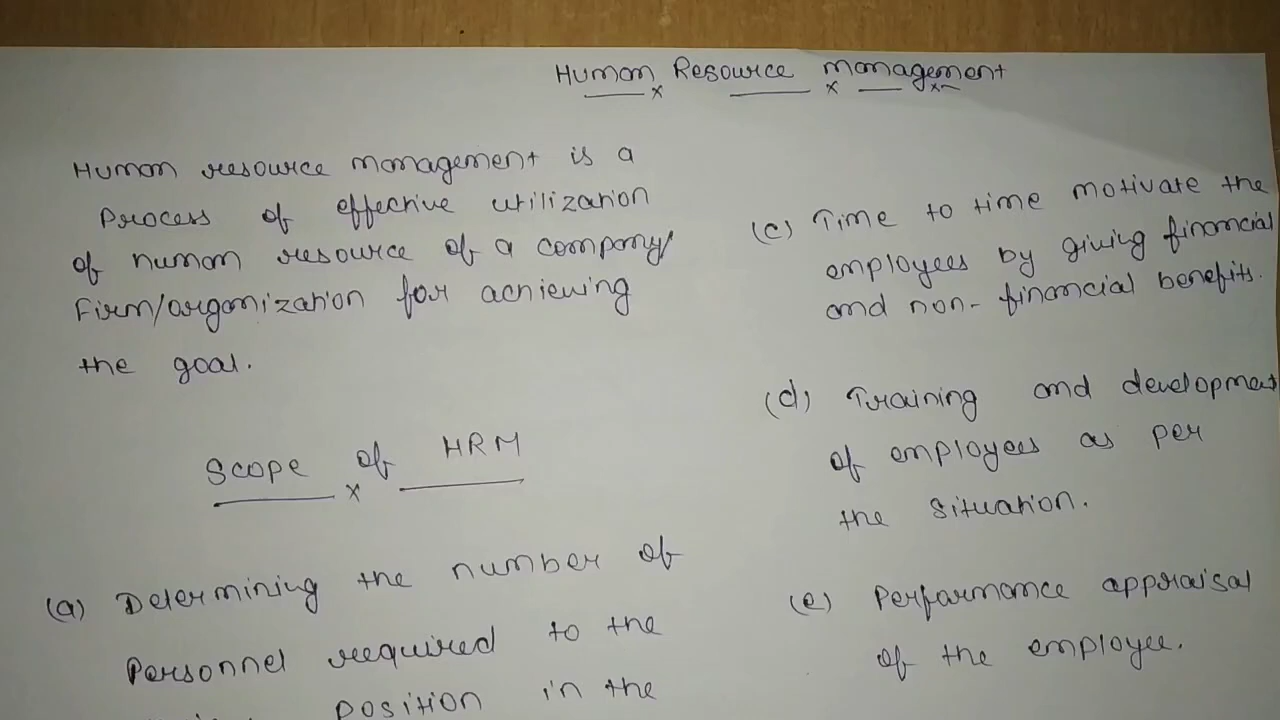 Human Resource Management
Human resource management is a
Process of effective utilization
of human resource of a company/
Firm/organization for achieving
the goal.
Scope of HRM
(a) Determining the number of
Personnel required to the
position in the
(c) Time to time motivate the
employees by giving financial
and non-financial benefits.
(d) Training and development
of employees as per
the situation.
(e) Performance appraisal
of the employee.